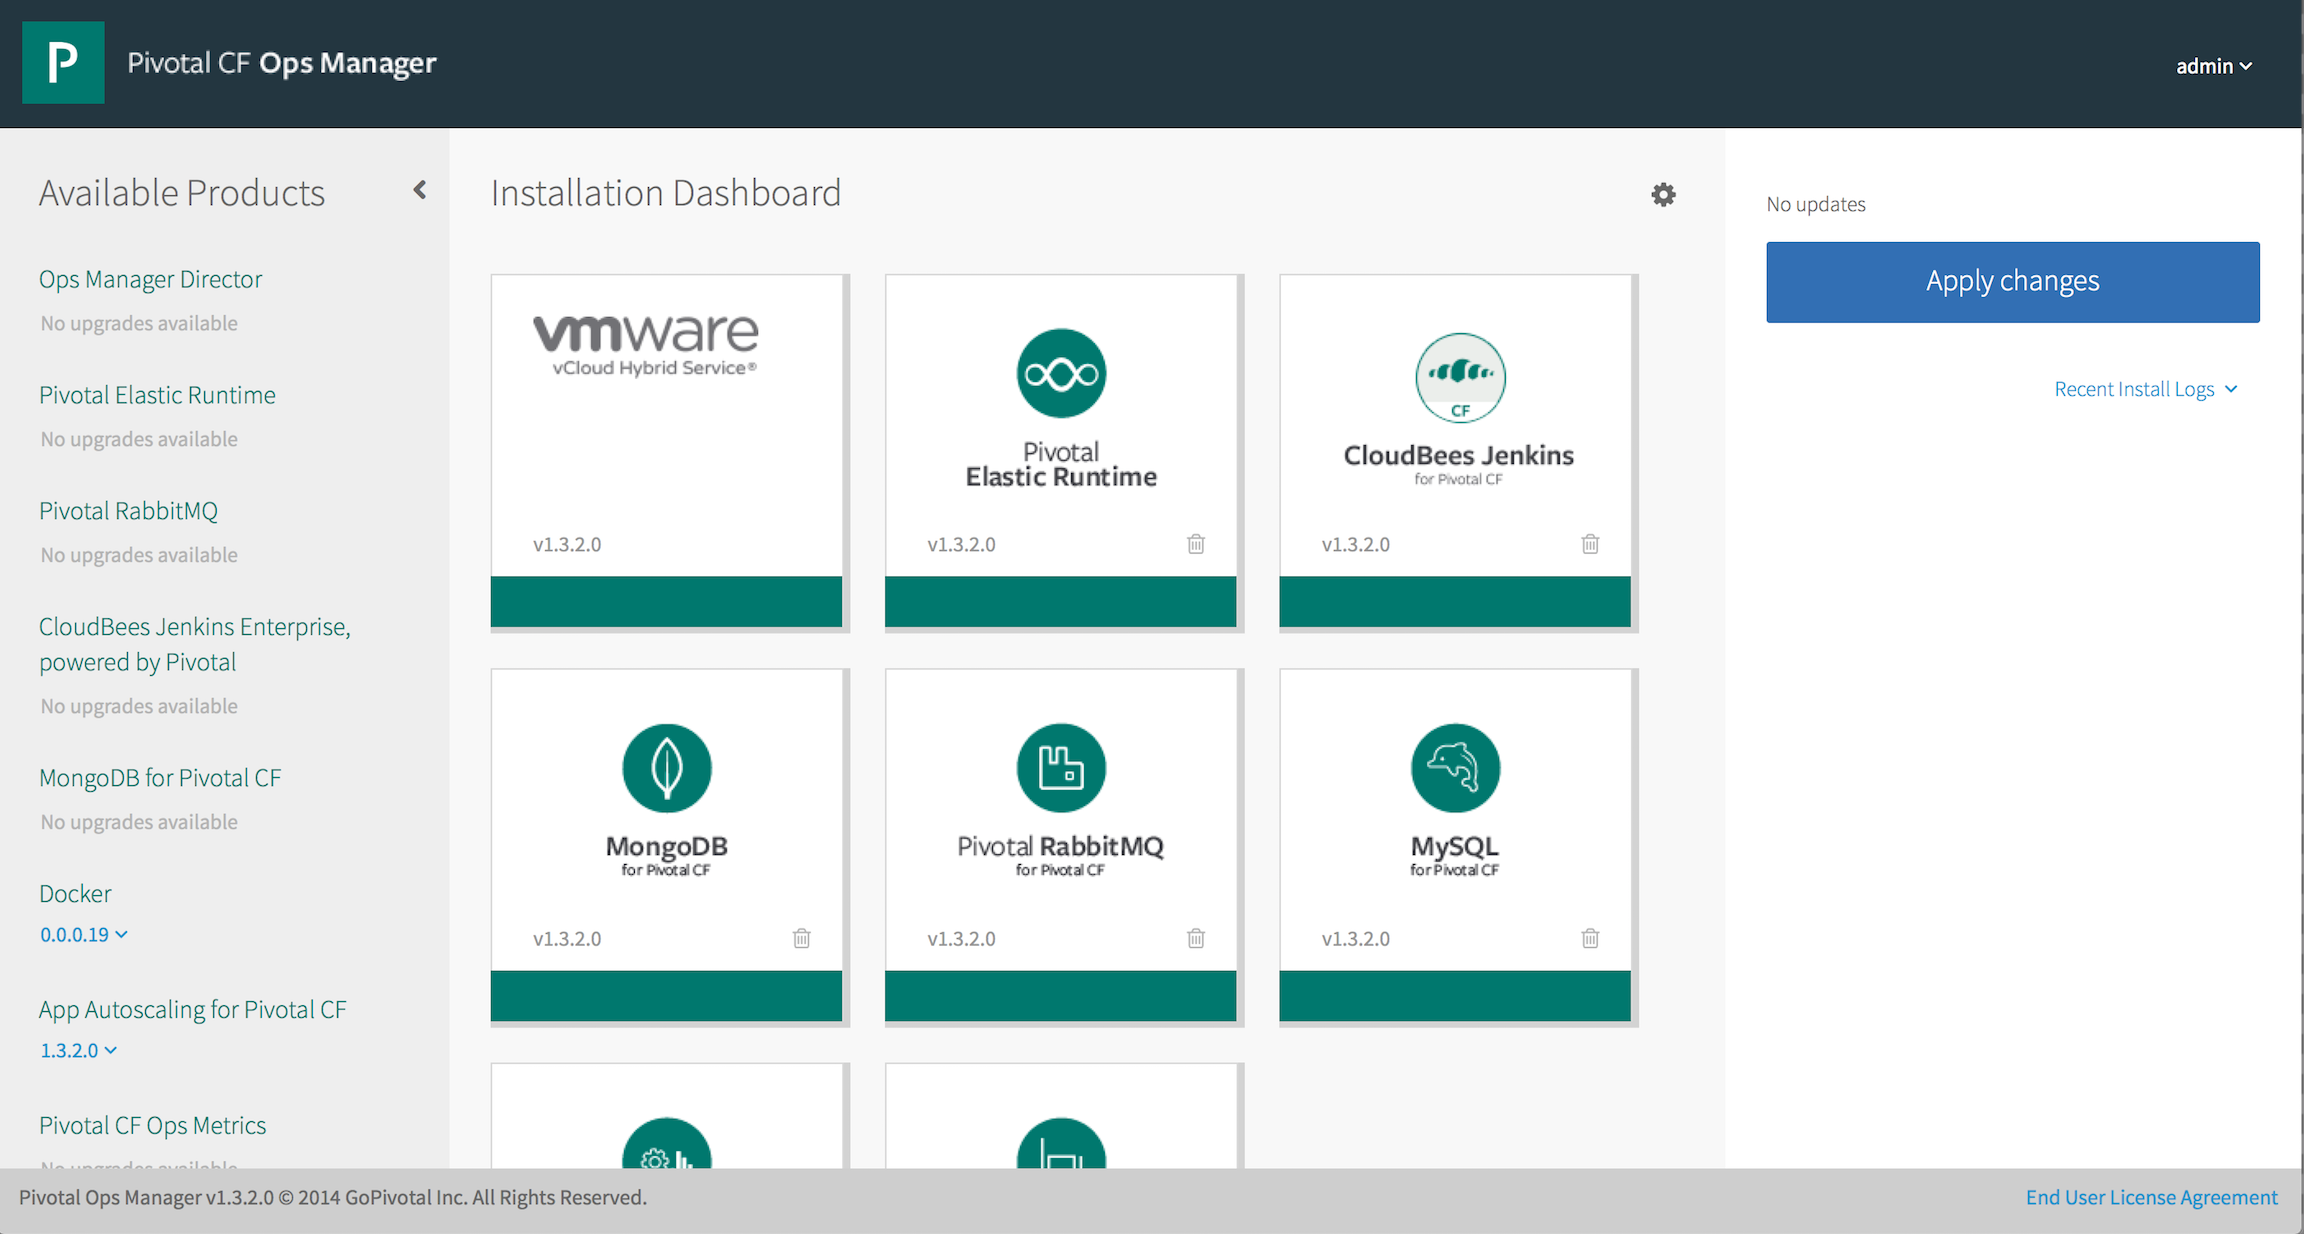 P
Pivotal CF Ops Manager
admin
Available Products
Ops Manager Director
No upgrades available
Pivotal Elastic Runtime
No upgrades available
Pivotal RabbitMQ
No upgrades available
CloudBees Jenkins Enterprise,
powered by Pivotal
No upgrades available
MongoDB for Pivotal CF
No upgrades available
Docker
0.0.0.19
App Autoscaling for Pivotal CF
1.3.2.0
Pivotal CF Ops Metrics
No upgrades available
Installation Dashboard
vmware
vCloud Hybrid Service®
v1.3.2.0
Pivotal
Elastic Runtime
v1.3.2.0
CF
CloudBees Jenkins
for Pivotal CF
v1.3.2.0
MongoDB
for Pivotal CF
v1.3.2.0
Pivotal RabbitMQ
for Pivotal CF
v1.3.2.0
MySQL
for Pivotal CF
v1.3.2.0
No updates
Apply changes
Recent Install Logs
Pivotal Ops Manager v1.3.2.0 © 2014 GoPivotal Inc. All Rights Reserved.
End User License Agreement